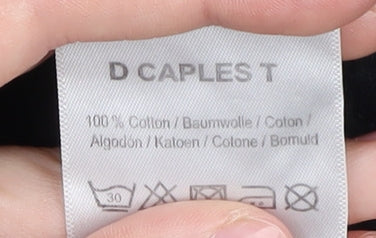 D CAPLES T
100 % Cotton / Baumwolle / Coton /
Algodón / Katoen / Cotone / Bomuld
30